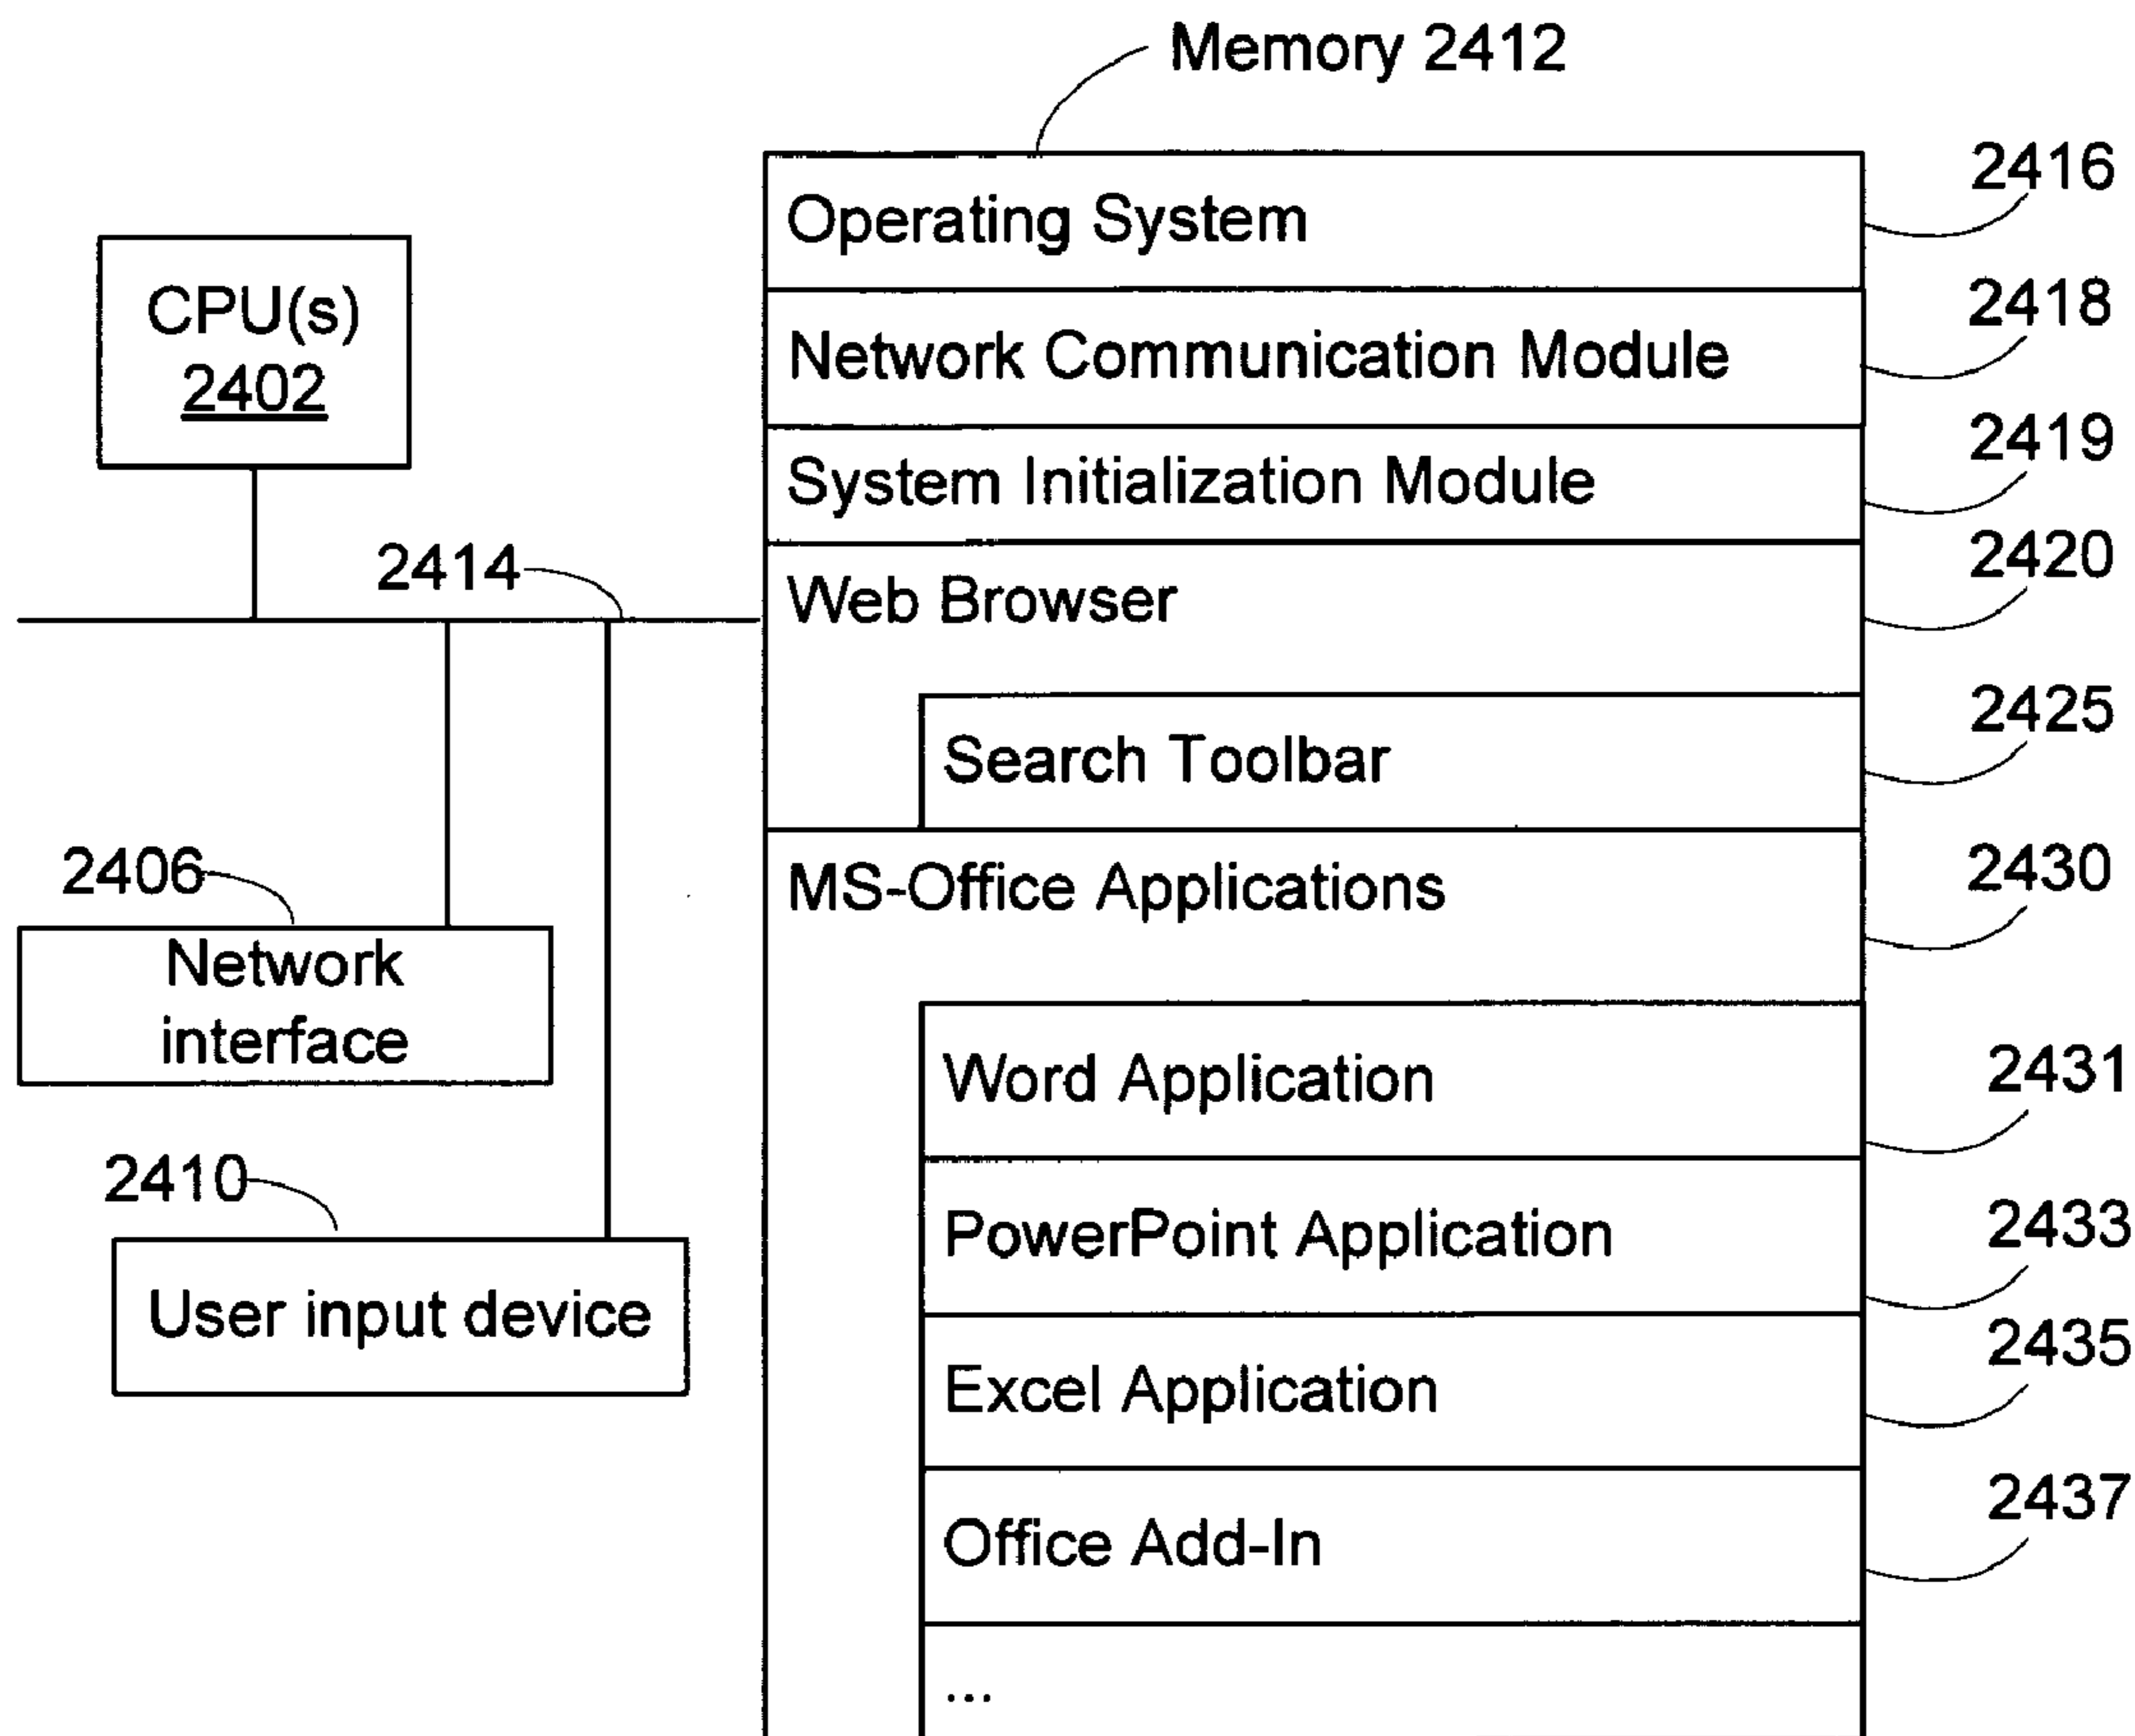 Memory 2412
Operating System
2416
CPU(s)
2402
Network Communication Module
2418
System Initialization Module
2419
2414
Web Browser
2420
Search Toolbar
2425
2406
Network
interface
MS-Office Applications
2430
Word Application
2431
2410
User input device
PowerPoint Application
2433
Excel Application
2435
Office Add-In
2437
...